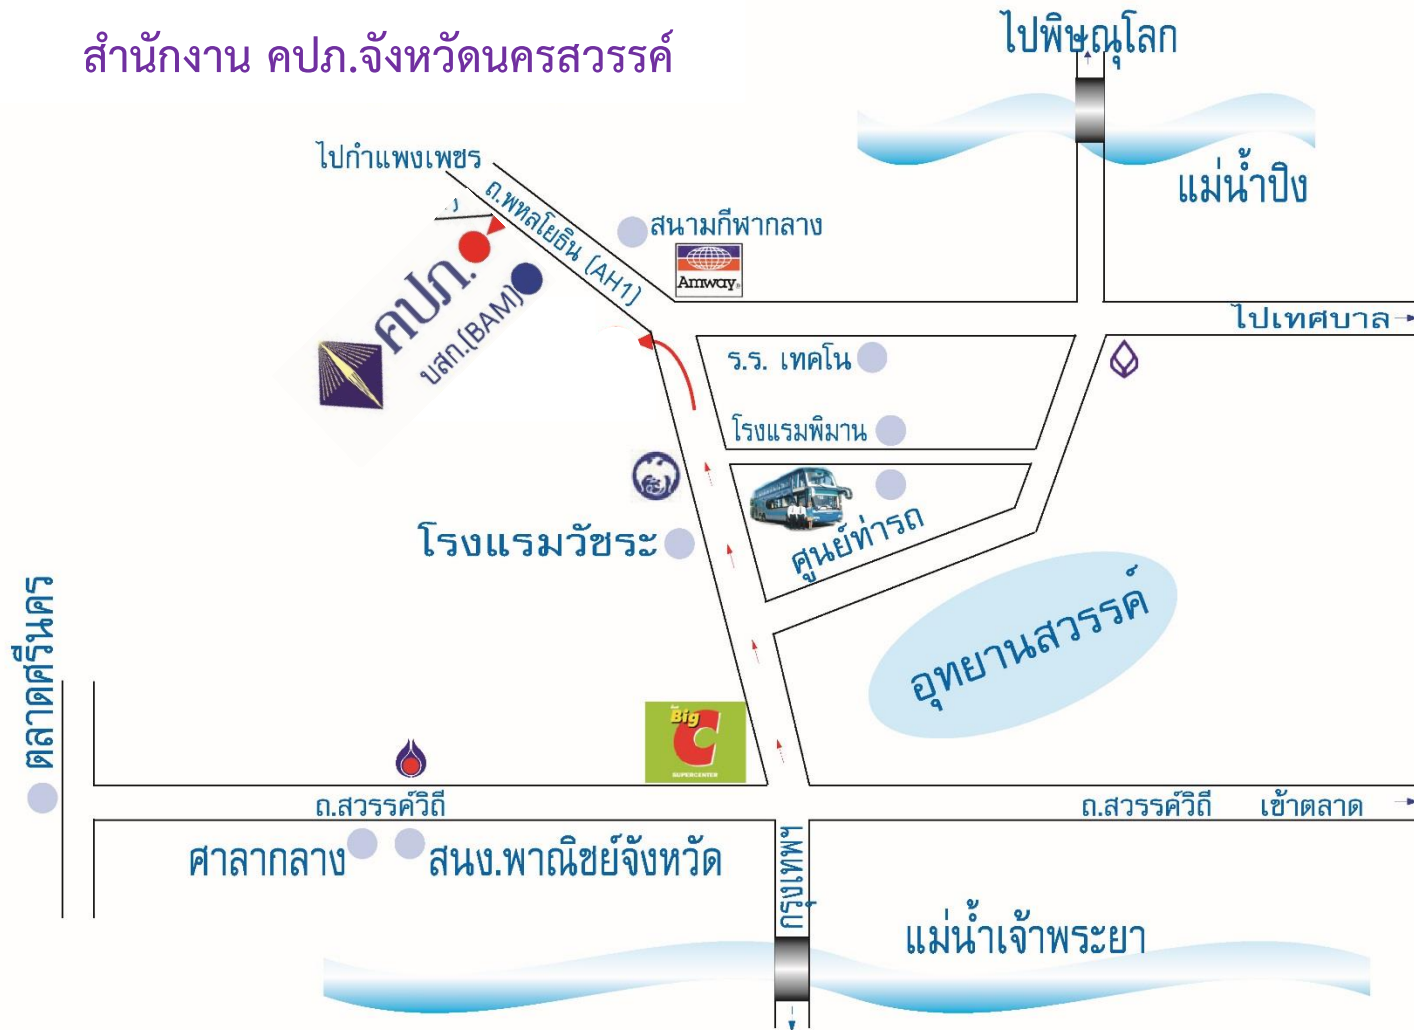 สำนักงาน คปภ.จังหวัดนครสวรรค์
ไปพิษณุโลก
ไปกำแพงเพชร
แม่น้ำปิง
ถ.พหลโยธิน (AH1)
สนามกีฬากลาง
Amway
คปภ.
บสก.(BAM)
ไปเทศบาล
ร.ร. เทคโน
โรงแรมพิมาน
ศูนย์ท่ารถ
โรงแรมวัชระ
อุทยานสวรรค์
ตลาดศรีนคร
Big
C
SUPERCENTER
ถ.สวรรค์วิถี
ถ.สวรรค์วิถี เข้าตลาด
ศาลากลาง
สนง.พาณิชย์จังหวัด
กรุงเทพฯ
แม่น้ำเจ้าพระยา